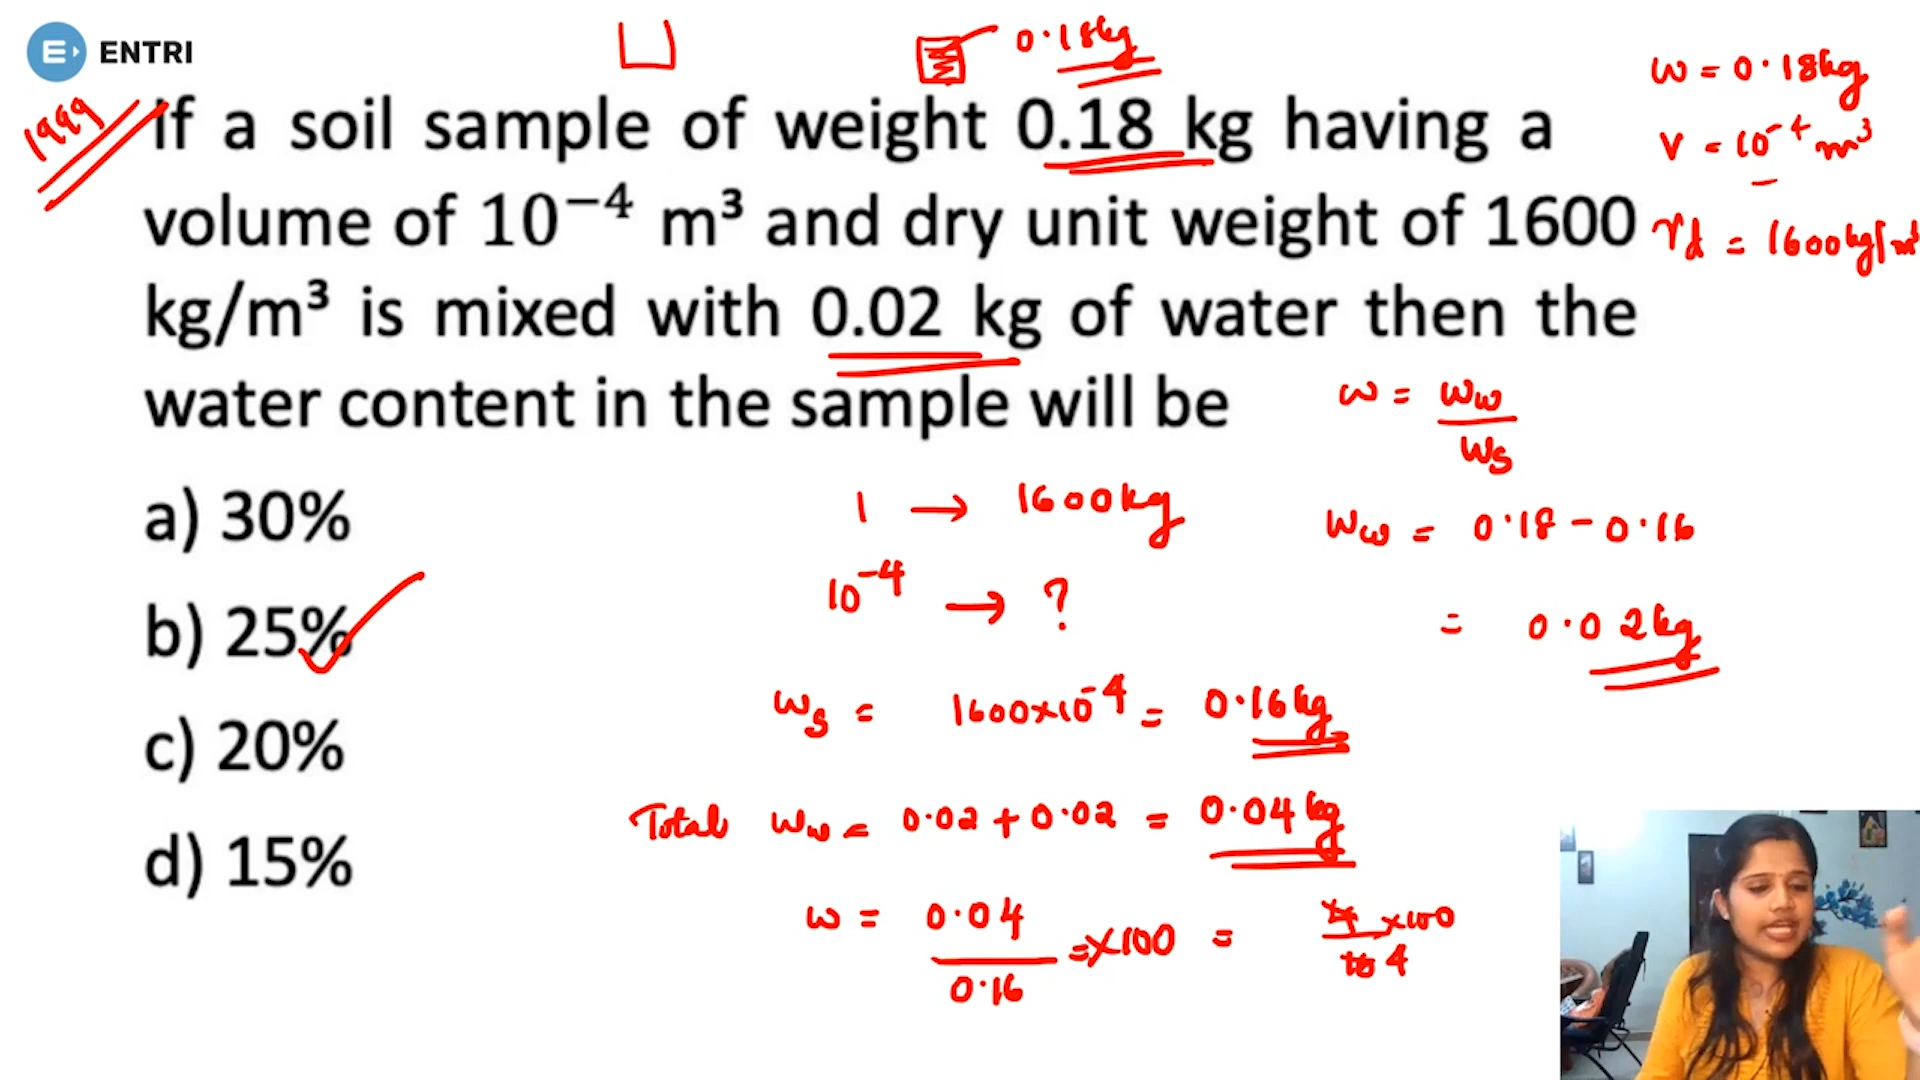 ENTRI
1999
0.18kg
If a soil sample of weight 0.18 kg having a
volume of 10⁻⁴ m³ and dry unit weight of 1600
kg/m³ is mixed with 0.02 kg of water then the
water content in the sample will be
a) 30%
b) 25%
c) 20%
d) 15%
w = 0.18kg
v = 10⁻⁴ m³
γd = 1600kg/m³
w = Ww
Ws
1 → 1600kg
10⁻⁴ → ?
Ww = 0.18 - 0.16
= 0.02kg
Ws = 1600×10⁻⁴ = 0.16kg
Total Ww = 0.02 + 0.02 = 0.04kg
w = 0.04 ×100 = 4 ×100
0.16 16 4